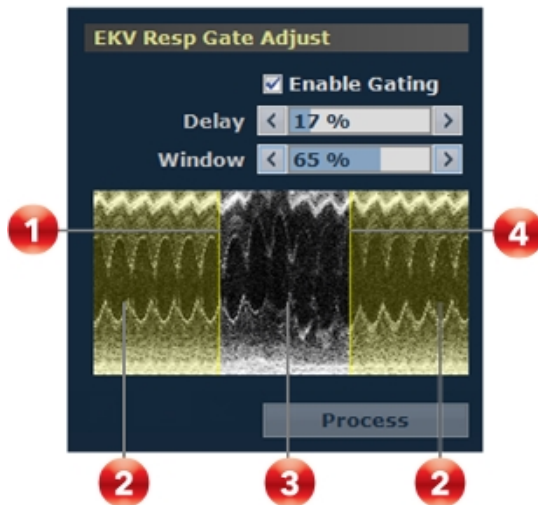 EKV Resp Gate Adjust
Enable Gating
Delay < 17 % >
Window < 65 % >
1 4
Process
2 3 2